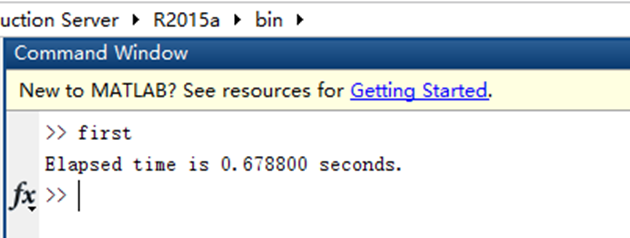 uction Server ▸ R2015a ▸ bin ▸
Command Window
New to MATLAB? See resources for Getting Started.
>> first
Elapsed time is 0.678800 seconds.
fx >>